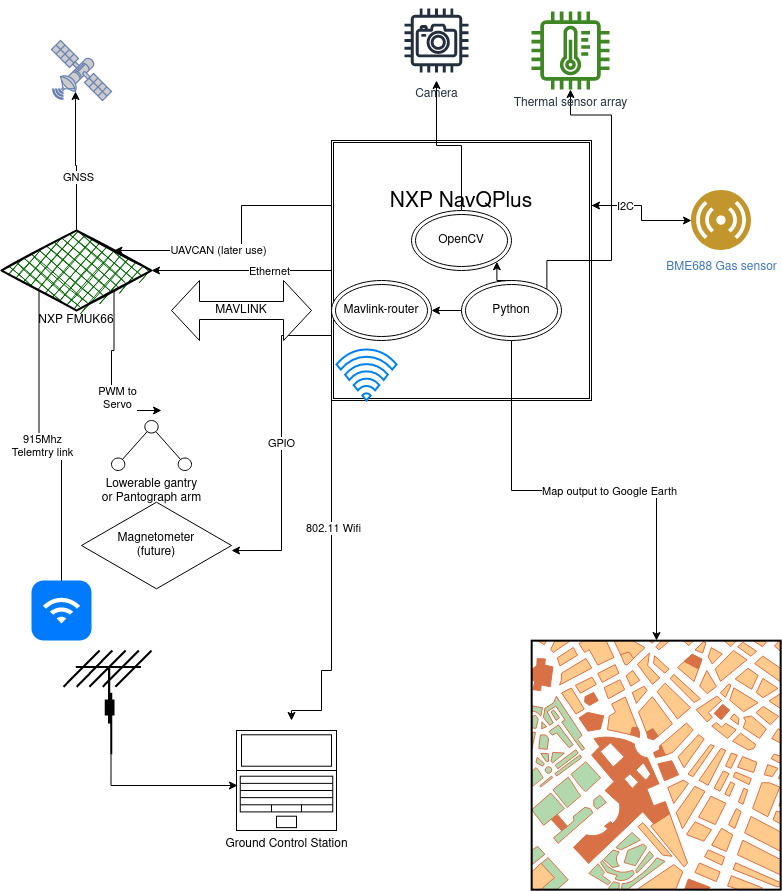 Camera
Thermal sensor array
GNSS
NXP NavQPlus
I2C
OpenCV
UAVCAN (later use)
BME688 Gas sensor
Ethernet
MAVLINK
Mavlink-router
Python
NXP FMUK66
PWM to
Servo
915Mhz
Telemtry link
GPIO
Lowerable gantry
or Pantograph arm
Map output to Google Earth
802.11 Wifi
Magnetometer
(future)
Ground Control Station